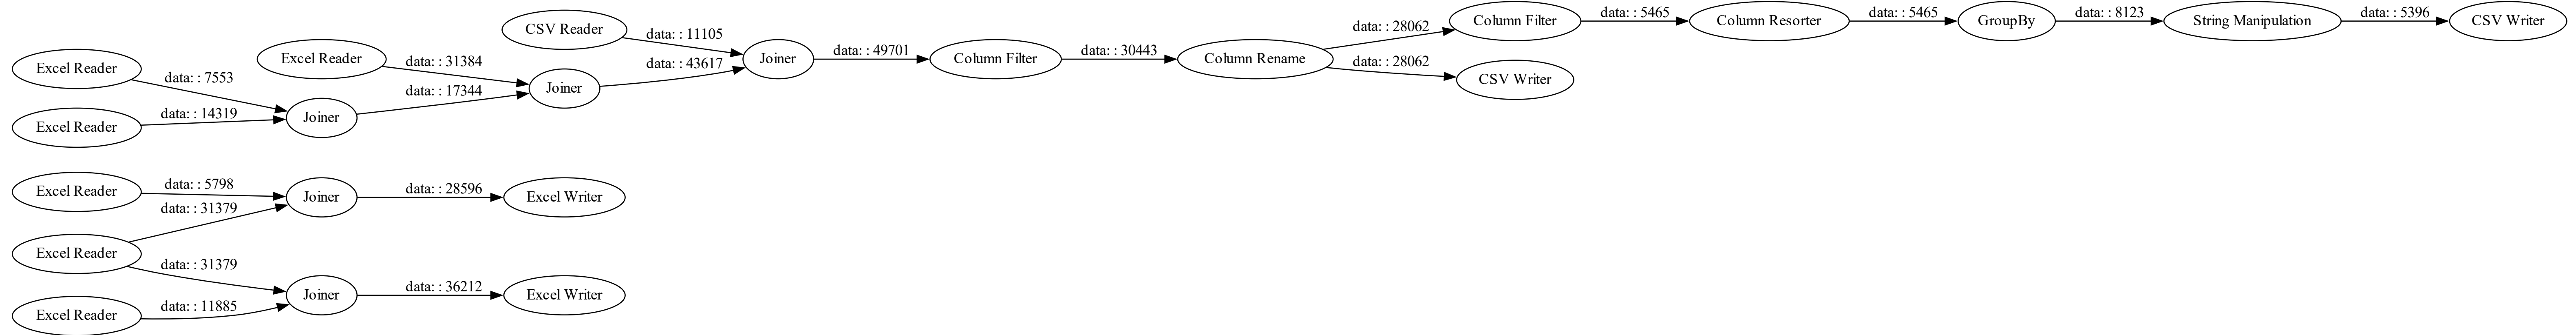 Excel Reader
data: : 7553
Excel Reader
data: : 14319
Joiner
Excel Reader
data: : 31384
data: : 17344
Joiner
CSV Reader
data: : 11105
data: : 43617
Joiner
data: : 49701
Column Filter
data: : 30443
Column Rename
data: : 28062
data: : 28062
Column Filter
CSV Writer
data: : 5465
Column Resorter
data: : 5465
GroupBy
data: : 8123
String Manipulation
data: : 5396
CSV Writer
Excel Reader
data: : 5798
data: : 31379
Joiner
data: : 28596
Excel Writer
Excel Reader
data: : 31379
Excel Reader
data: : 11885
Joiner
data: : 36212
Excel Writer